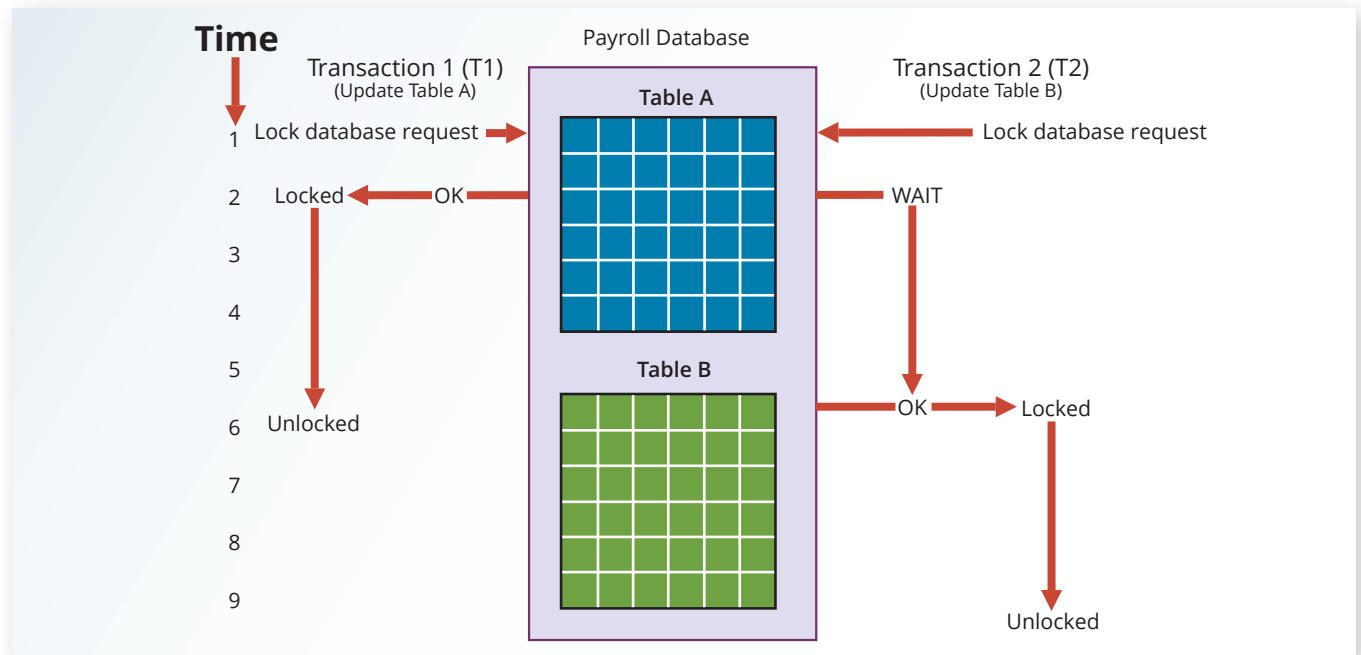 Time
Payroll Database
Transaction 1 (T1)
(Update Table A)
Transaction 2 (T2)
(Update Table B)
Table A
1 Lock database request
Lock database request
2 Locked OK WAIT
3
4
5
Table B
6 Unlocked
OK Locked
7
8
9
Unlocked